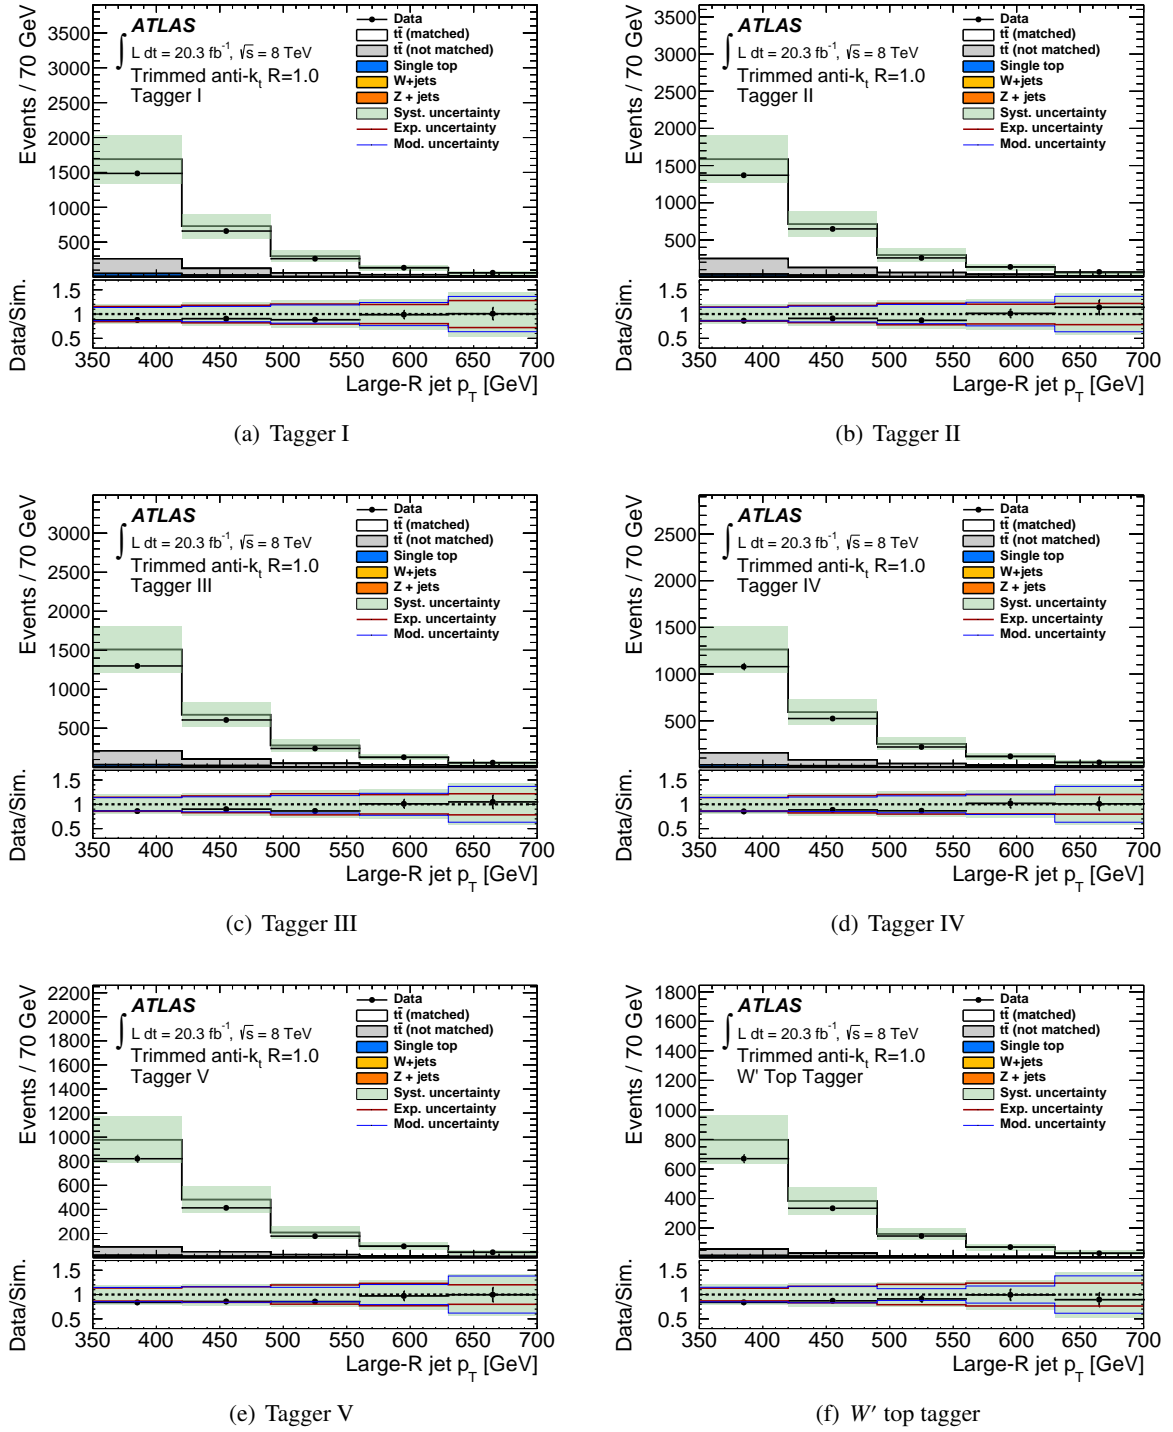 Events / 70 GeV
3500
3000
2500
2000
1500
1000
500
ATLAS
∫ L dt = 20.3 fb⁻¹, √s = 8 TeV
Trimmed anti-kₜ R=1.0
Tagger I
Data
tt̄ (matched)
tt̄ (not matched)
Single top
W+jets
Z + jets
Syst. uncertainty
Exp. uncertainty
Mod. uncertainty
Data/Sim.
1.5
1
0.5
350 400 450 500 550 600 650 700
Large-R jet p_T [GeV]
(a) Tagger I
Events / 70 GeV
3500
3000
2500
2000
1500
1000
500
ATLAS
∫ L dt = 20.3 fb⁻¹, √s = 8 TeV
Trimmed anti-kₜ R=1.0
Tagger II
Data
tt̄ (matched)
tt̄ (not matched)
Single top
W+jets
Z + jets
Syst. uncertainty
Exp. uncertainty
Mod. uncertainty
Data/Sim.
1.5
1
0.5
350 400 450 500 550 600 650 700
Large-R jet p_T [GeV]
(b) Tagger II
Events / 70 GeV
3000
2500
2000
1500
1000
500
ATLAS
∫ L dt = 20.3 fb⁻¹, √s = 8 TeV
Trimmed anti-kₜ R=1.0
Tagger III
Data
tt̄ (matched)
tt̄ (not matched)
Single top
W+jets
Z + jets
Syst. uncertainty
Exp. uncertainty
Mod. uncertainty
Data/Sim.
1.5
1
0.5
350 400 450 500 550 600 650 700
Large-R jet p_T [GeV]
(c) Tagger III
Events / 70 GeV
2500
2000
1500
1000
500
ATLAS
∫ L dt = 20.3 fb⁻¹, √s = 8 TeV
Trimmed anti-kₜ R=1.0
Tagger IV
Data
tt̄ (matched)
tt̄ (not matched)
Single top
W+jets
Z + jets
Syst. uncertainty
Exp. uncertainty
Mod. uncertainty
Data/Sim.
1.5
1
0.5
350 400 450 500 550 600 650 700
Large-R jet p_T [GeV]
(d) Tagger IV
Events / 70 GeV
2200
2000
1800
1600
1400
1200
1000
800
600
400
200
ATLAS
∫ L dt = 20.3 fb⁻¹, √s = 8 TeV
Trimmed anti-kₜ R=1.0
Tagger V
Data
tt̄ (matched)
tt̄ (not matched)
Single top
W+jets
Z + jets
Syst. uncertainty
Exp. uncertainty
Mod. uncertainty
Data/Sim.
1.5
1
0.5
350 400 450 500 550 600 650 700
Large-R jet p_T [GeV]
(e) Tagger V
Events / 70 GeV
1800
1600
1400
1200
1000
800
600
400
200
ATLAS
∫ L dt = 20.3 fb⁻¹, √s = 8 TeV
Trimmed anti-kₜ R=1.0
W' Top Tagger
Data
tt̄ (matched)
tt̄ (not matched)
Single top
W+jets
Z + jets
Syst. uncertainty
Exp. uncertainty
Mod. uncertainty
Data/Sim.
1.5
1
0.5
350 400 450 500 550 600 650 700
Large-R jet p_T [GeV]
(f) W′ top tagger